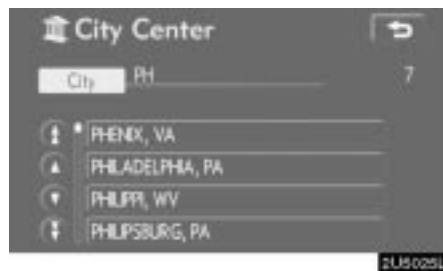 City Center
City PH 7
PHENIX, VA
PHILADELPHIA, PA
PHILIPPI, WV
PHILIPSBURG, PA
2U5025L